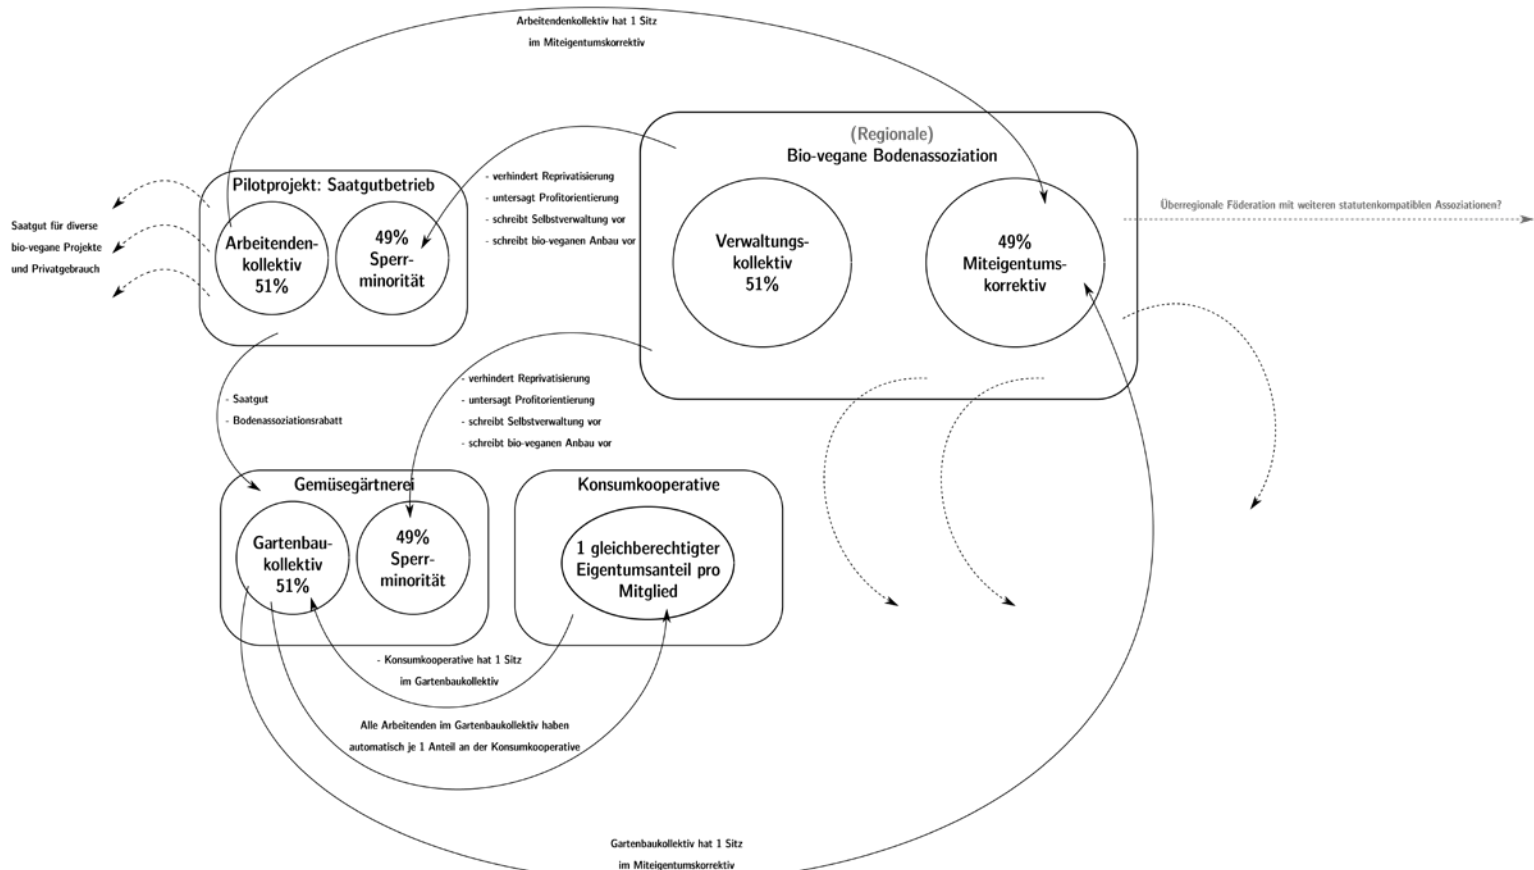 Arbeitendenkollektiv hat 1 Sitz
im Miteigentumskorrektiv
(Regionale)
Bio-vegane Bodenassoziation
Verwaltungs-
kollektiv
51%
49%
Miteigentums-
korrektiv
Überregionale Föderation mit weiteren statutenkompatiblen Assoziationen?
Pilotprojekt: Saatgutbetrieb
Arbeitenden-
kollektiv
51%
49%
Sperr-
minorität
- verhindert Reprivatisierung
- untersagt Profitorientierung
- schreibt Selbstverwaltung vor
- schreibt bio-veganen Anbau vor
Saatgut für diverse
bio-vegane Projekte
und Privatgebrauch
- Saatgut
- Bodenassoziationsrabatt
- verhindert Reprivatisierung
- untersagt Profitorientierung
- schreibt Selbstverwaltung vor
- schreibt bio-veganen Anbau vor
Gemüsegärtnerei
Gartenbau-
kollektiv
51%
49%
Sperr-
minorität
Konsumkooperative
1 gleichberechtigter
Eigentumsanteil pro
Mitglied
- Konsumkooperative hat 1 Sitz
im Gartenbaukollektiv
Alle Arbeitenden im Gartenbaukollektiv haben
automatisch je 1 Anteil an der Konsumkooperative
Gartenbaukollektiv hat 1 Sitz
im Miteigentumskorrektiv